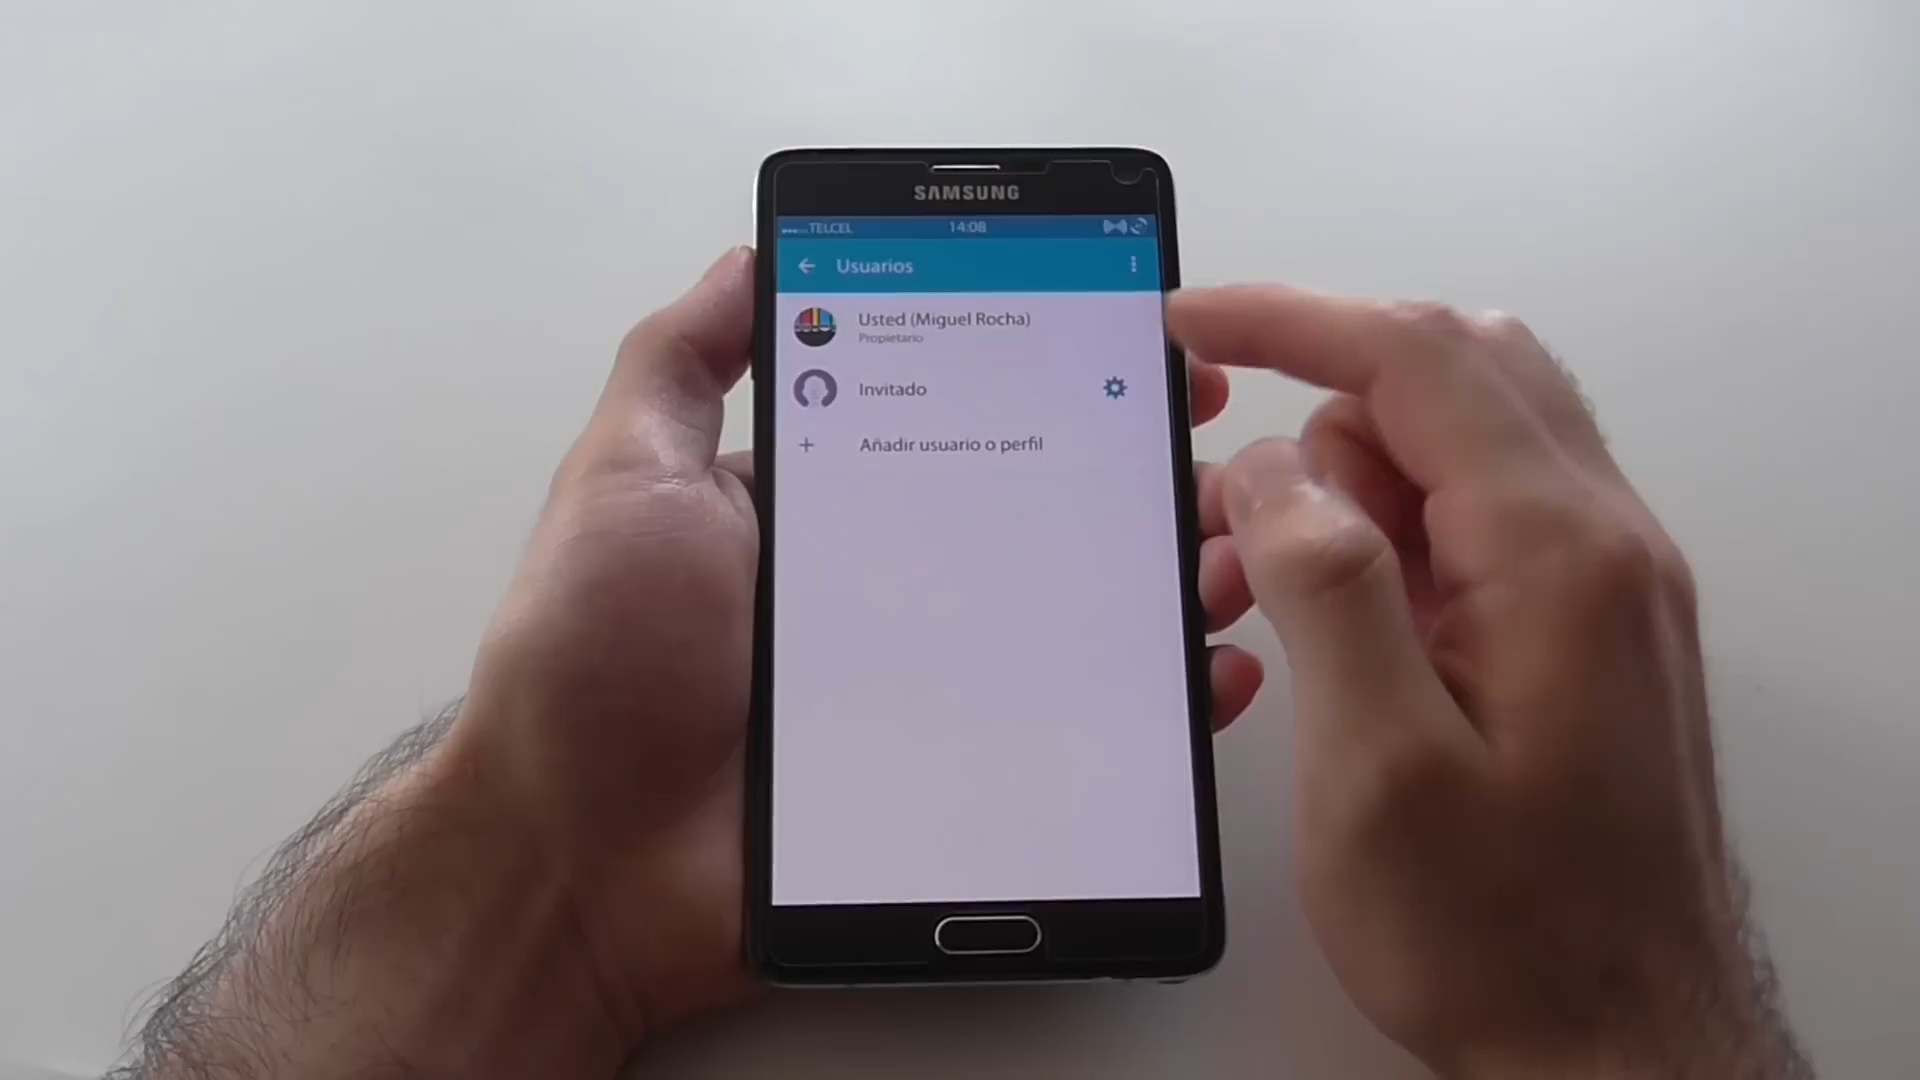 SAMSUNG
TELCEL 14:08
Usuarios
Usted (Miguel Rocha)
Propietario
Invitado
+ Añadir usuario o perfil